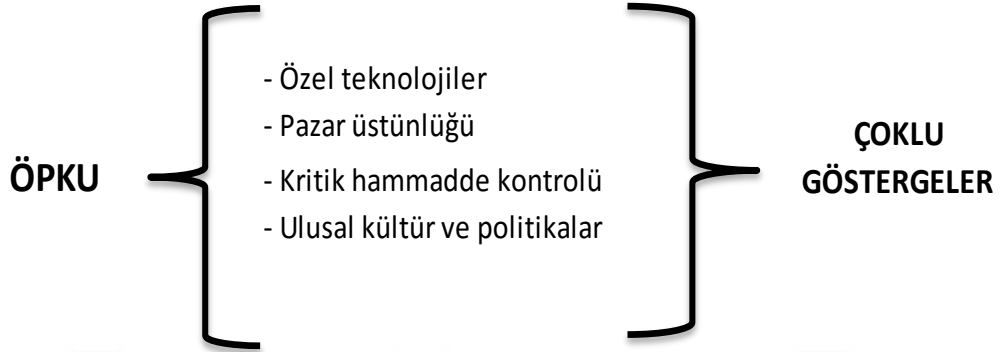 ÖPKU
- Özel teknolojiler
- Pazar üstünlüğü
- Kritik hammadde kontrolü
- Ulusal kültür ve politikalar
ÇOKLU
GÖSTERGELER